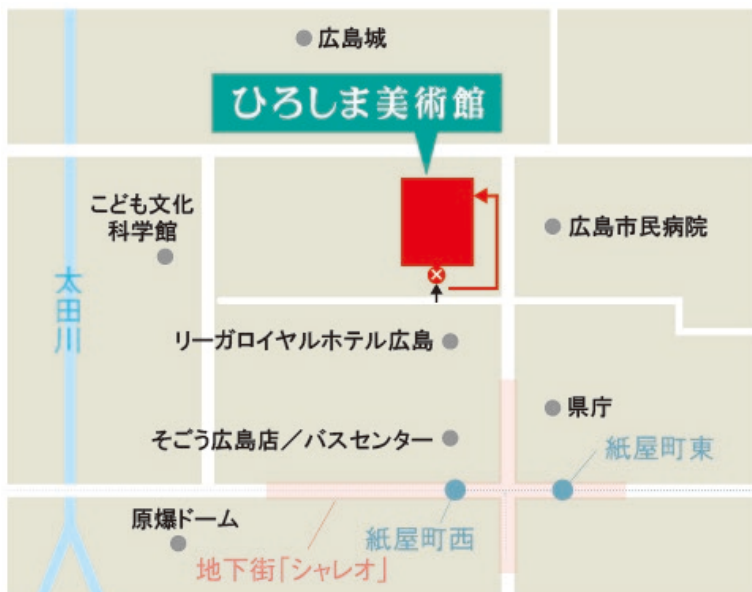 広島城
ひろしま美術館
こども文化
科学館
広島市民病院
太田川
リーガロイヤルホテル広島
県庁
そごう広島店／バスセンター
紙屋町東
原爆ドーム
紙屋町西
地下街「シャレオ」